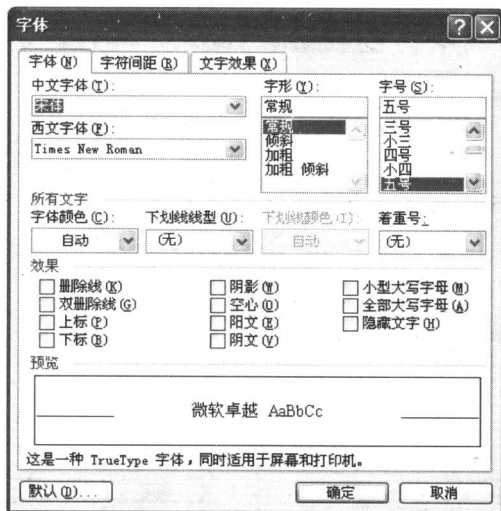 字体
字体(N) 字符间距(R) 文字效果(X)
中文字体(T): 字形(Y): 字号(S):
宋体 常规 五号
西文字体(F): 常规 三号
Times New Roman 倾斜 小三
加粗 四号
加粗 倾斜 小四
五号
所有文字
字体颜色(C): 下划线线型(U): 下划线颜色(I): 着重号:
自动 (无) 自动 (无)
效果
删除线(K) 阴影(W) 小型大写字母(M)
双删除线(G) 空心(O) 全部大写字母(A)
上标(P) 阳文(E) 隐藏文字(H)
下标(B) 阴文(V)
预览
微软卓越 AaBbCc
这是一种 TrueType 字体，同时适用于屏幕和打印机。
默认(D)... 确定 取消